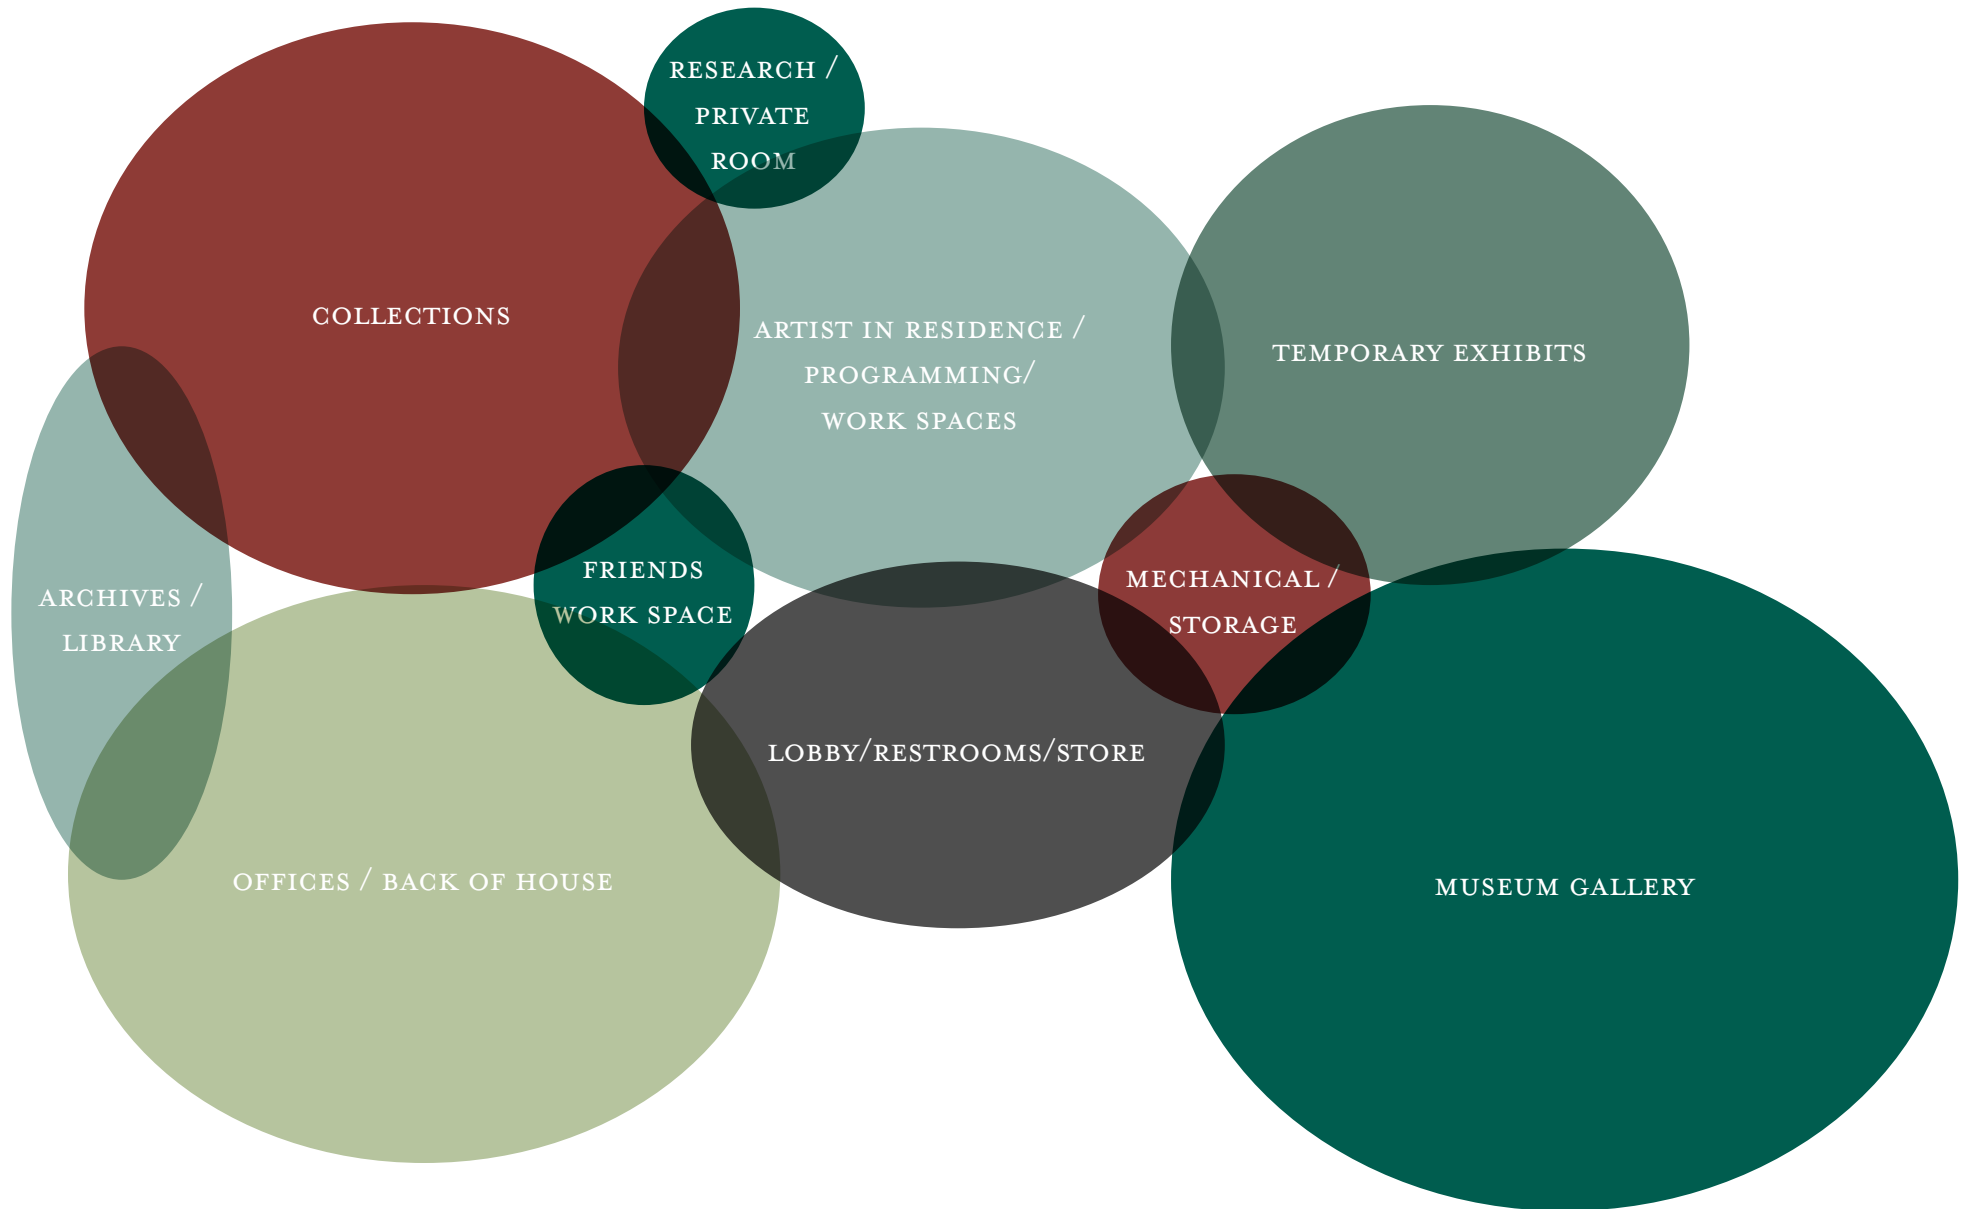 RESEARCH /
PRIVATE
ROOM
COLLECTIONS
ARTIST IN RESIDENCE /
PROGRAMMING/
WORK SPACES
TEMPORARY EXHIBITS
ARCHIVES /
LIBRARY
FRIENDS
WORK SPACE
MECHANICAL /
STORAGE
LOBBY/RESTROOMS/STORE
OFFICES / BACK OF HOUSE
MUSEUM GALLERY